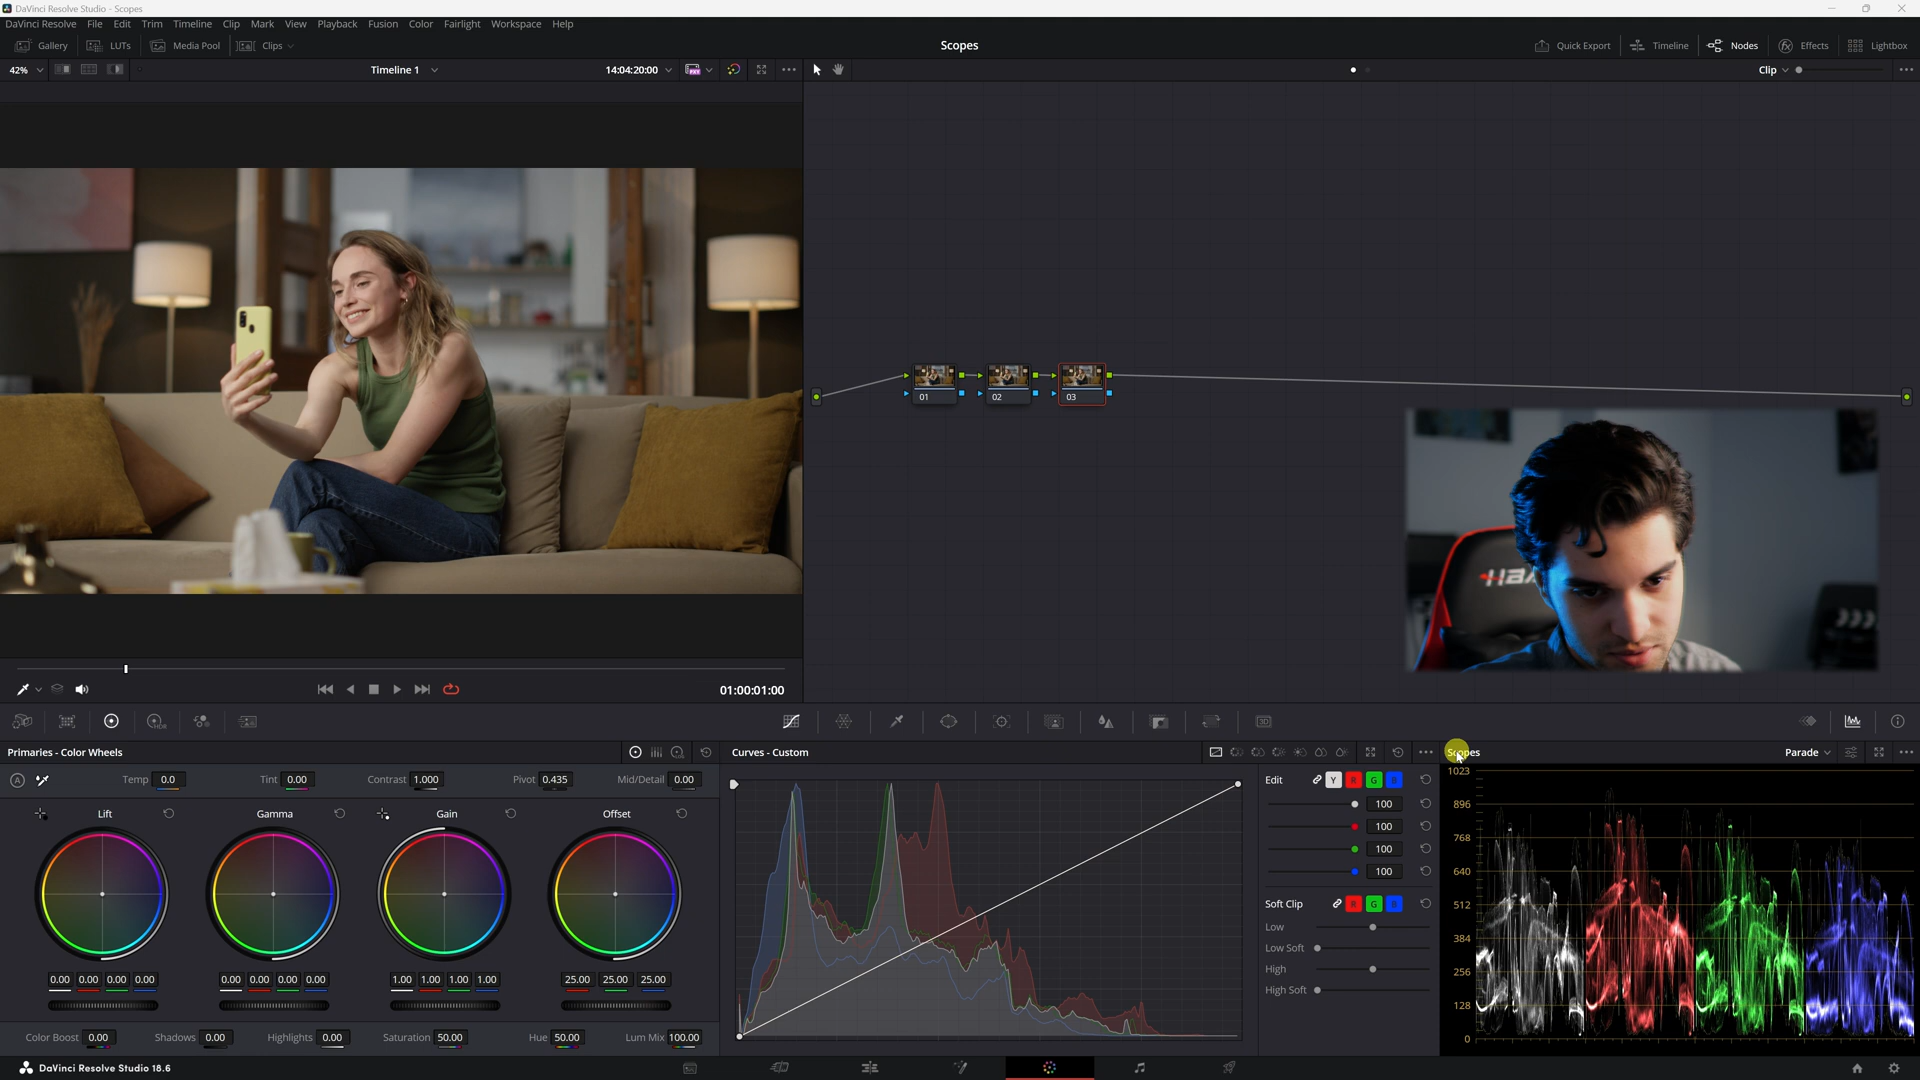 DaVinci Resolve Studio - Scopes
DaVinci Resolve File Edit Trim Timeline Clip Mark View Playback Fusion Color Fairlight Workspace Help
Gallery LUTs Media Pool Clips Scopes Quick Export Timeline Nodes Effects Lightbox
42% Timeline 1 14:04:20:00 Clip
01 02 03
01:00:01:00
Primaries - Color Wheels
Curves - Custom
Scopes Parade
Temp 0.0 Tint 0.00 Contrast 1.000 Pivot 0.435 Mid/Detail 0.00
Lift Gamma Gain Offset
0.00 0.00 0.00 0.00 0.00 0.00 0.00 0.00 1.00 1.00 1.00 1.00 25.00 25.00 25.00
Color Boost 0.00 Shadows 0.00 Highlights 0.00 Saturation 50.00 Hue 50.00 Lum Mix 100.00
Edit Y R G B
100
100
100
100
Soft Clip R G B
Low
Low Soft
High
High Soft
1023
896
768
640
512
384
256
128
0
DaVinci Resolve Studio 18.6